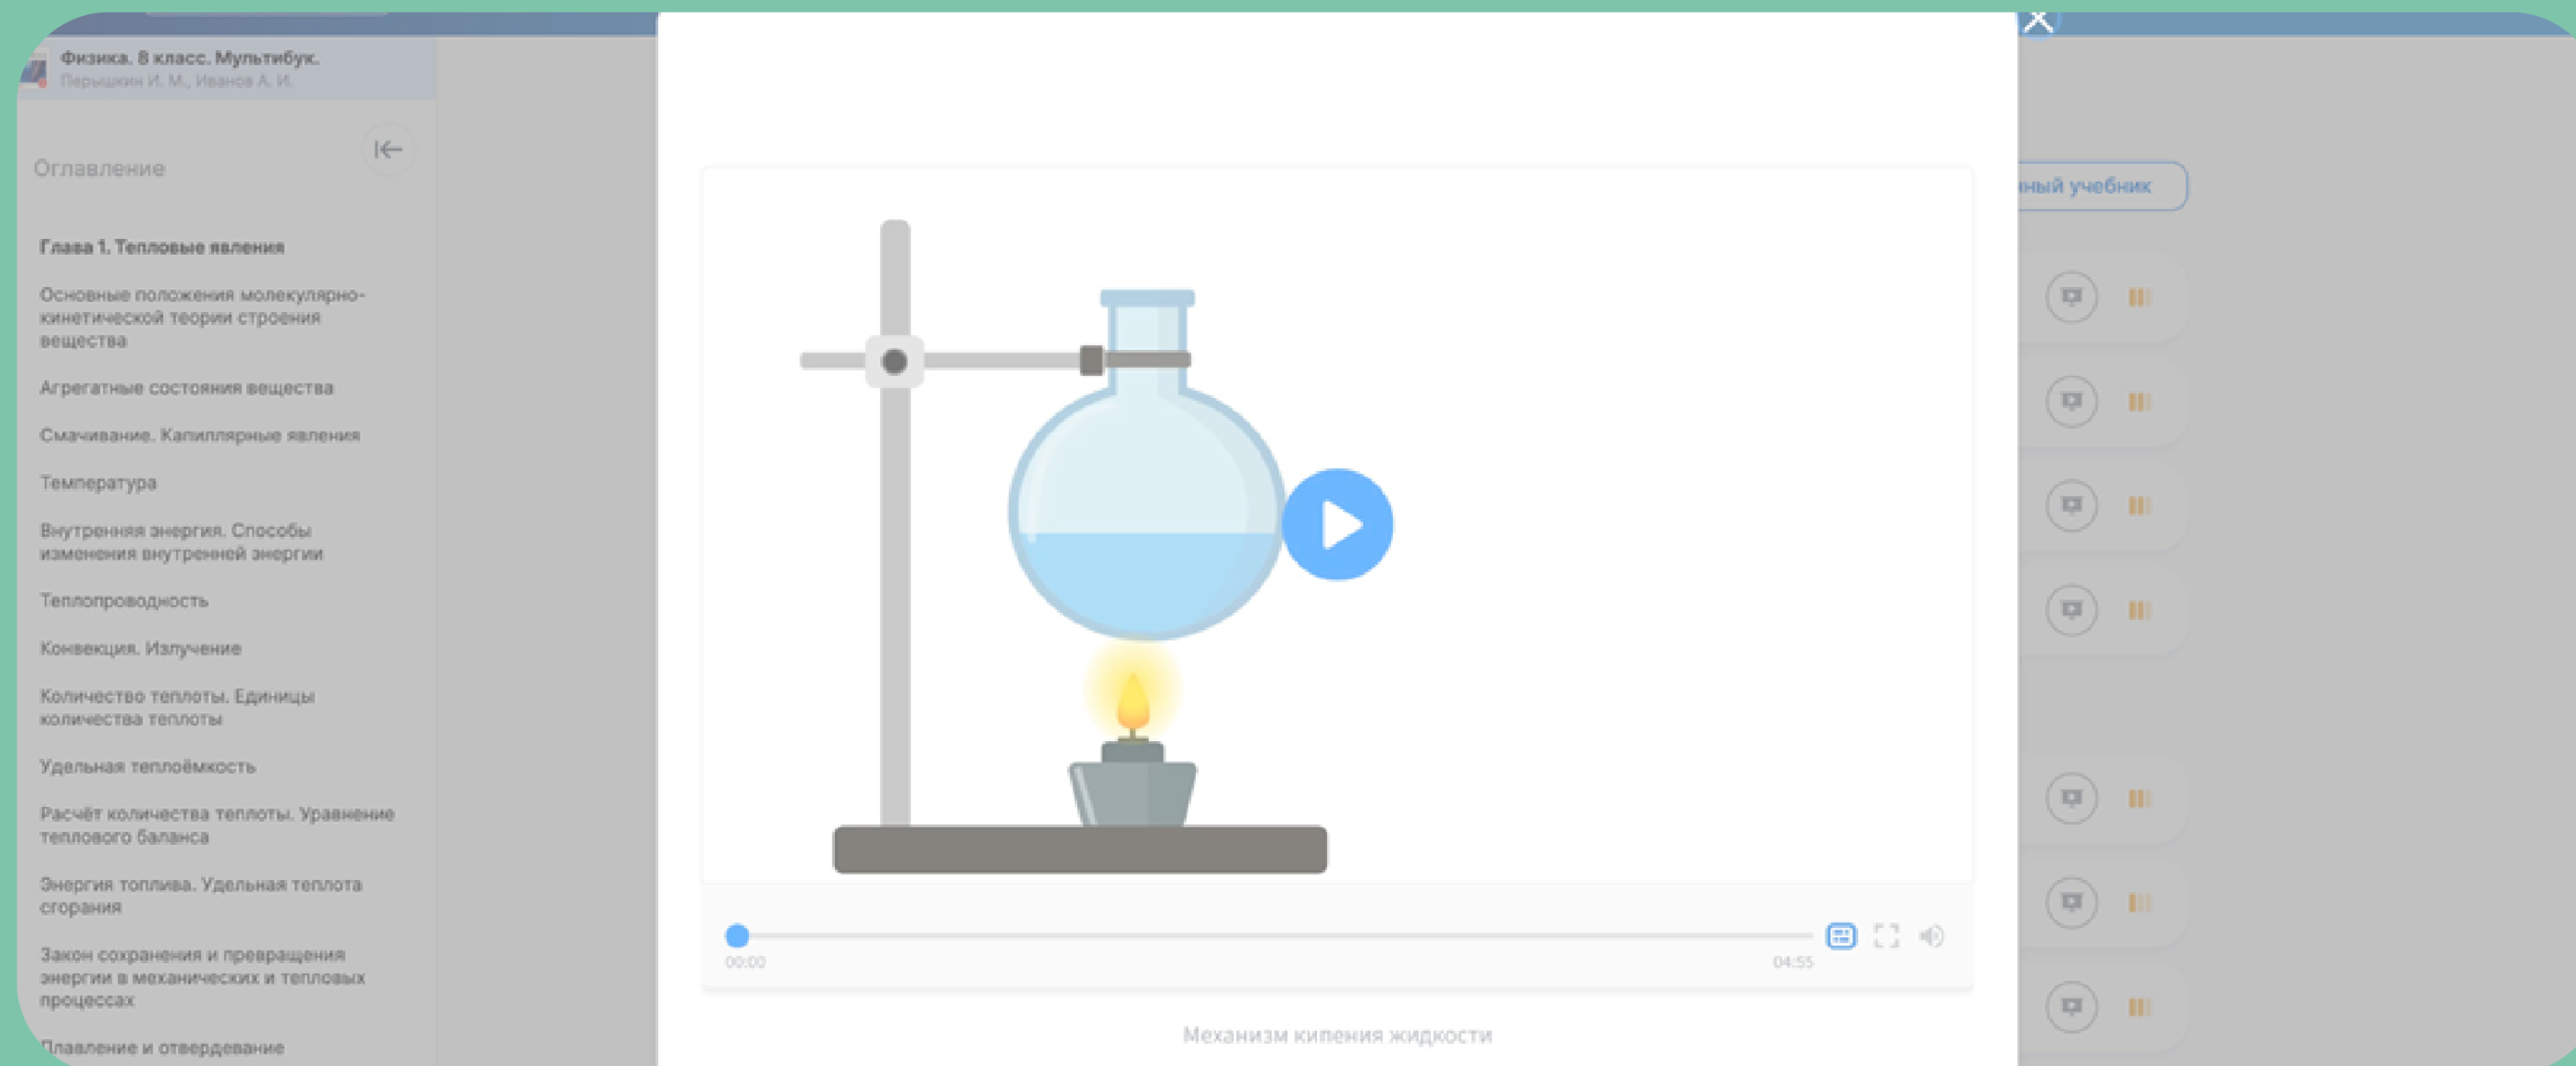 Физика. 8 класс. Мультибук.
Перышкин И. М., Иванов А. И.
Оглавление
Глава 1. Тепловые явления
Основные положения молекулярно-
кинетической теории строения
вещества
Агрегатные состояния вещества
Смачивание. Капиллярные явления
Температура
Внутренняя энергия. Способы
изменения внутренней энергии
Теплопроводность
Конвекция. Излучение
Количество теплоты. Единицы
количества теплоты
Удельная теплоёмкость
Расчёт количества теплоты. Уравнение
теплового баланса
Энергия топлива. Удельная теплота
сгорания
Закон сохранения и превращения
энергии в механических и тепловых
процессах
Плавление и отвердевание
00:00
04:55
Механизм кипения жидкости
нный учебник